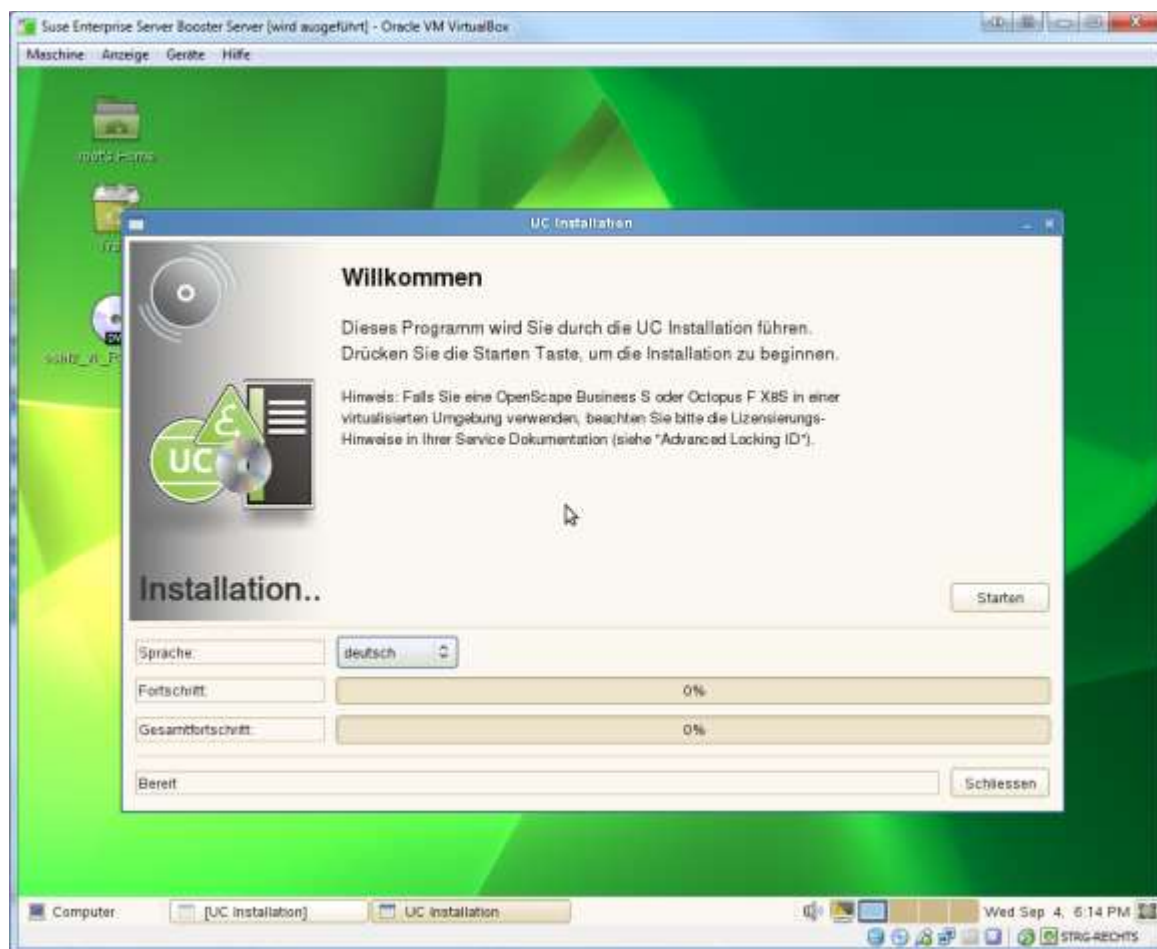 Suse Enterprise Server Booster Server [wird ausgeführt] - Oracle VM VirtualBox
Maschine Anzeige Geräte Hilfe
root's Home
UC Installation
Willkommen
Dieses Programm wird Sie durch die UC Installation führen.
Drücken Sie die Starten Taste, um die Installation zu beginnen.
Hinweis: Falls Sie eine OpenScape Business S oder Octopus F X8S in einer
virtualisierten Umgebung verwenden, beachten Sie bitte die Lizensierungs-
Hinweise in Ihrer Service Dokumentation (siehe "Advanced Locking ID").
UC
Installation..
Starten
Sprache:
deutsch
Fortschritt:
0%
Gesamtfortschritt:
0%
Bereit
Schliessen
Computer
[UC Installation]
UC Installation
Wed Sep 4, 6:14 PM
STRG-RECHTS